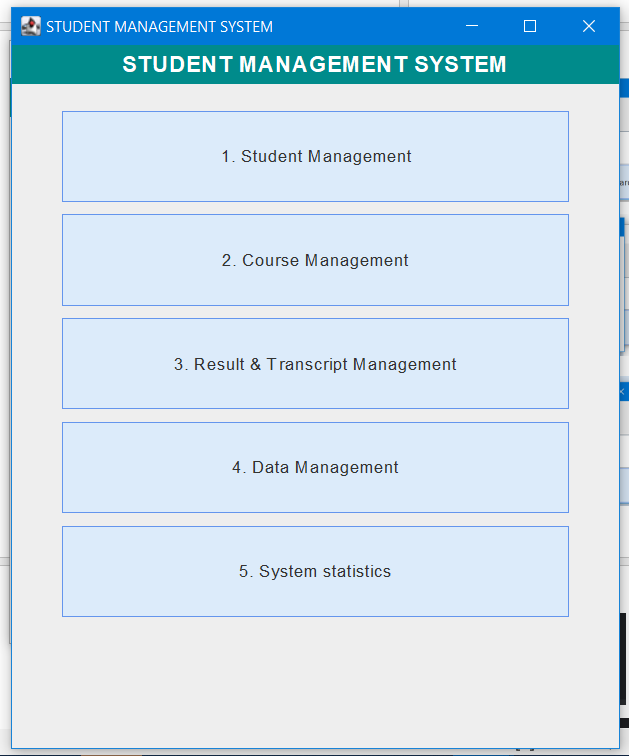 STUDENT MANAGEMENT SYSTEM
STUDENT MANAGEMENT SYSTEM
1. Student Management
2. Course Management
3. Result & Transcript Management
4. Data Management
5. System statistics